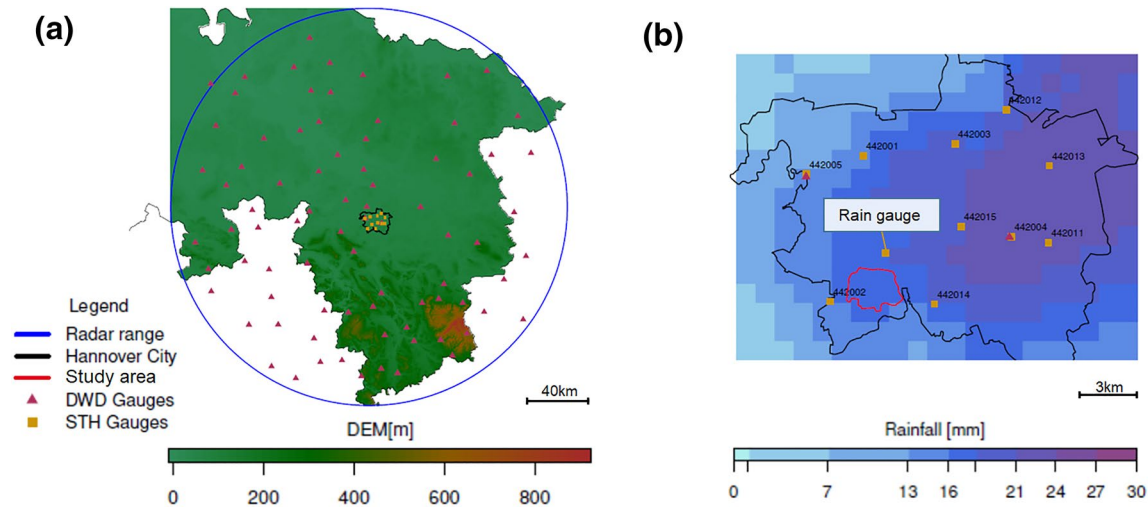 (a)
Legend
Radar range
Hannover City
Study area
DWD Gauges
STH Gauges
40km
DEM[m]
0 200 400 600 800
(b)
442012
442003
442001
442013
442005
Rain gauge
442015
442004
442011
442002
442014
3km
Rainfall [mm]
0 7 13 16 21 24 27 30